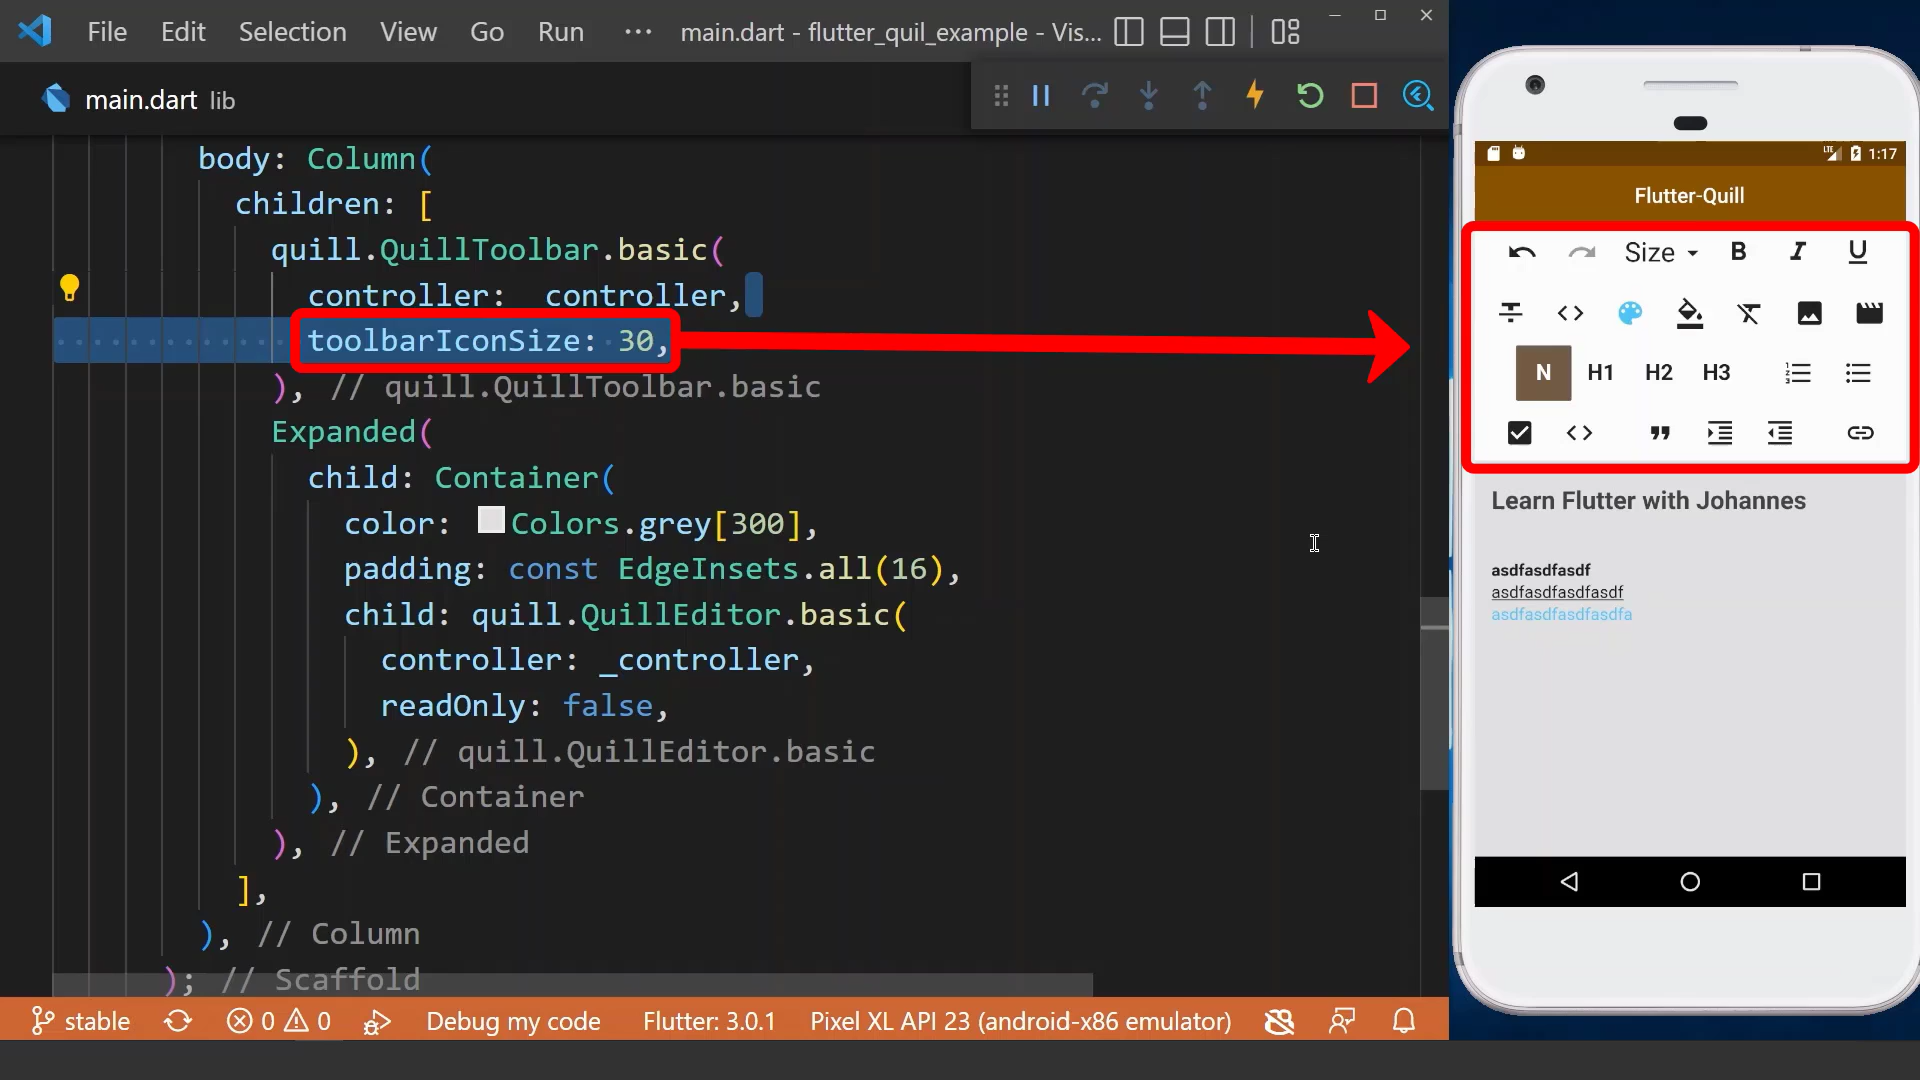 File Edit Selection View Go Run ··· main.dart - flutter_quil_example - Vis...
main.dart lib
body: Column(
children: [
quill.QuillToolbar.basic(
controller: _controller,
toolbarIconSize: 30,
), // quill.QuillToolbar.basic
Expanded(
child: Container(
color: Colors.grey[300],
padding: const EdgeInsets.all(16),
child: quill.QuillEditor.basic(
controller: _controller,
readOnly: false,
), // quill.QuillEditor.basic
), // Container
), // Expanded
],
), // Column
); // Scaffold
stable 0 0 Debug my code Flutter: 3.0.1 Pixel XL API 23 (android-x86 emulator)
LTE 1:17
Flutter-Quill
Size B I U
N H1 H2 H3
Learn Flutter with Johannes
asdfasdfasdf
asdfasdfasdfasdf
asdfasdfasdfasdfa